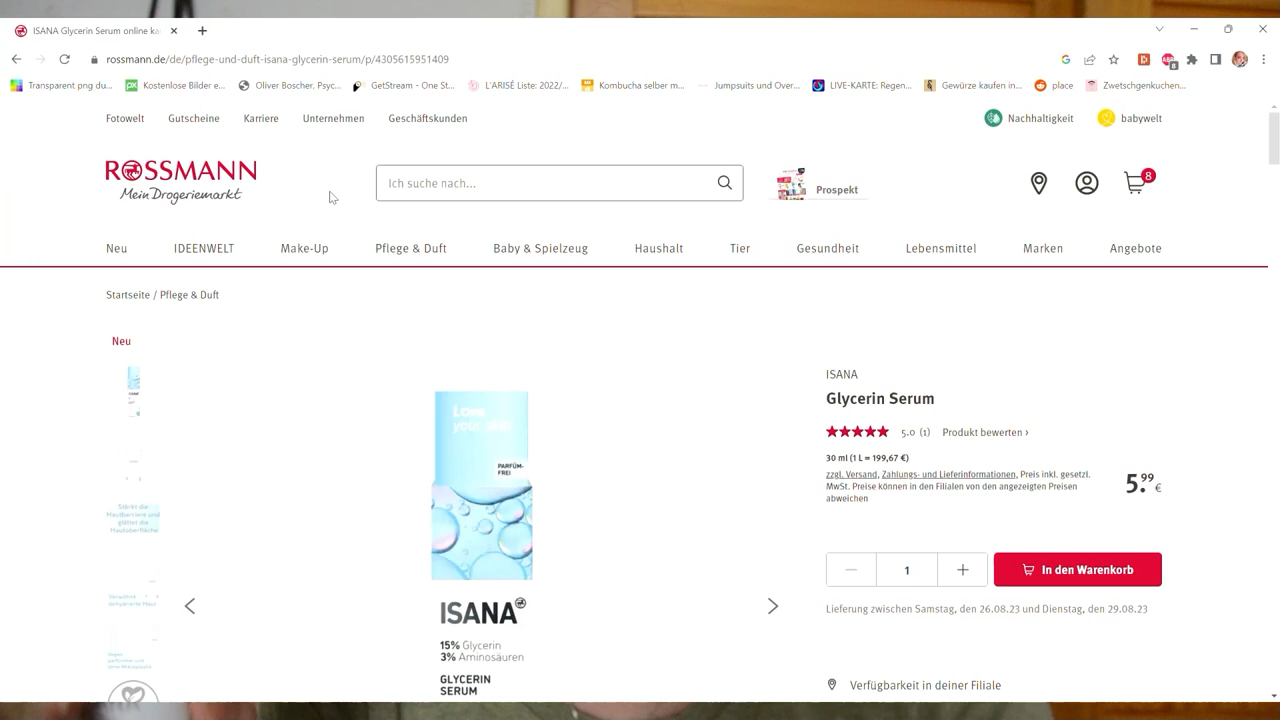 ISANA Glycerin Serum online ka
rossmann.de/de/pflege-und-duft-isana-glycerin-serum/p/4305615951409
Transparent png du...
Kostenlose Bilder e...
Oliver Boscher, Psyc...
GetStream - One St...
L'ARISÉ Liste: 2022/...
Kombucha selber m...
Jumpsuits und Over...
LIVE-KARTE: Regen...
Gewürze kaufen in...
place
Zwetschgenkuchen...
Fotowelt Gutscheine Karriere Unternehmen Geschäftskunden Nachhaltigkeit babywelt
ROSSMANN
Mein Drogeriemarkt
Ich suche nach...
Prospekt
8
Neu IDEENWELT Make-Up Pflege & Duft Baby & Spielzeug Haushalt Tier Gesundheit Lebensmittel Marken Angebote
Startseite / Pflege & Duft
Neu
Love
your skin
PARFÜM-
FREI
ISANA
15% Glycerin
3% Aminosäuren
GLYCERIN
SERUM
Stärkt die
Hautbarriere und
glättet die
Hautoberfläche
ISANA
Glycerin Serum
5.0 (1) Produkt bewerten ›
30 ml (1 L = 199,67 €)
zzgl. Versand, Zahlungs- und Lieferinformationen, Preis inkl. gesetzl.
MwSt. Preise können in den Filialen von den angezeigten Preisen
abweichen
5.99 €
1
In den Warenkorb
Lieferung zwischen Samstag, den 26.08.23 und Dienstag, den 29.08.23
Verfügbarkeit in deiner Filiale